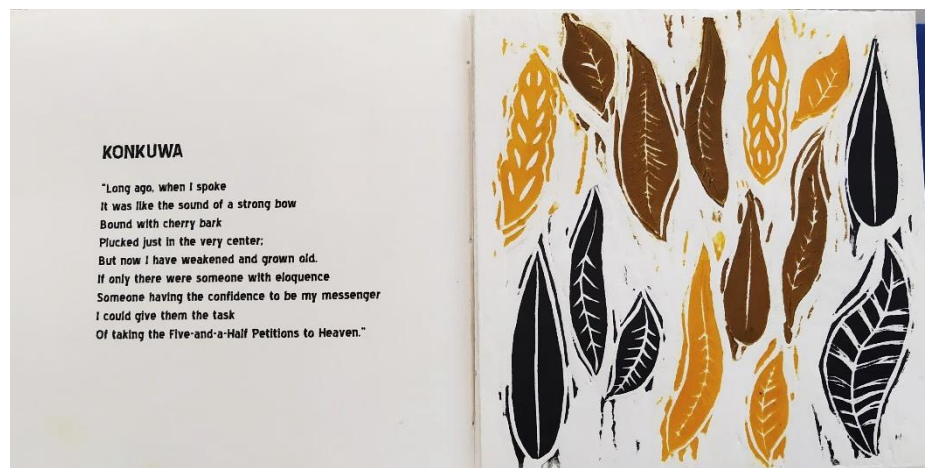 KONKUWA
"Long ago, when I spoke
It was like the sound of a strong bow
Bound with cherry bark
Plucked just in the very center;
But now I have weakened and grown old.
If only there were someone with eloquence
Someone having the confidence to be my messenger
I could give them the task
Of taking the Five-and-a-Half Petitions to Heaven."